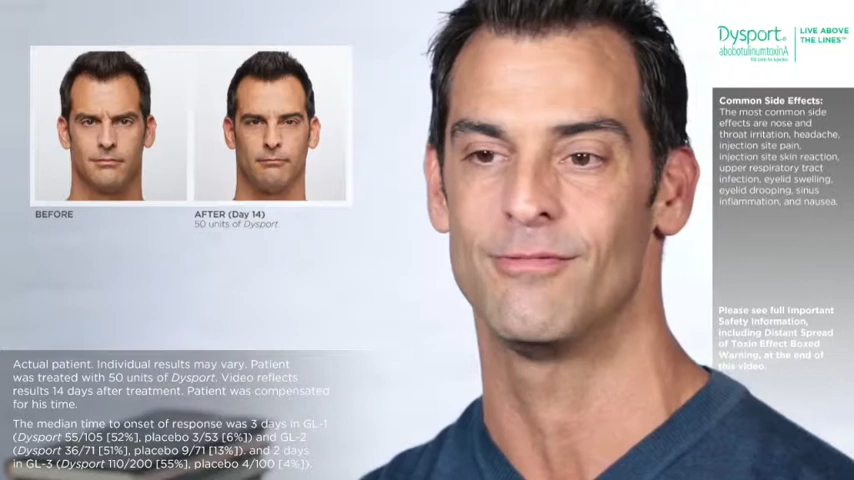 Dysport®
abobotulinumtoxinA
LIVE ABOVE
THE LINES™
BEFORE
AFTER (Day 14)
50 units of Dysport
Common Side Effects:
The most common side
effects are nose and
throat irritation, headache,
injection site pain,
injection site skin reaction,
upper respiratory tract
infection, eyelid swelling,
eyelid drooping, sinus
inflammation, and nausea.
Please see full Important
Safety Information,
including Distant Spread
of Toxin Effect Boxed
Warning, at the end of
this video.
Actual patient. Individual results may vary. Patient
was treated with 50 units of Dysport. Video reflects
results 14 days after treatment. Patient was compensated
for his time.
The median time to onset of response was 3 days in GL-1
(Dysport 55/105 [52%], placebo 3/53 [6%]) and GL-2
(Dysport 36/71 [51%], placebo 9/71 [13%]). and 2 days
in GL-3 (Dysport 110/200 [55%], placebo 4/100 [4%]).